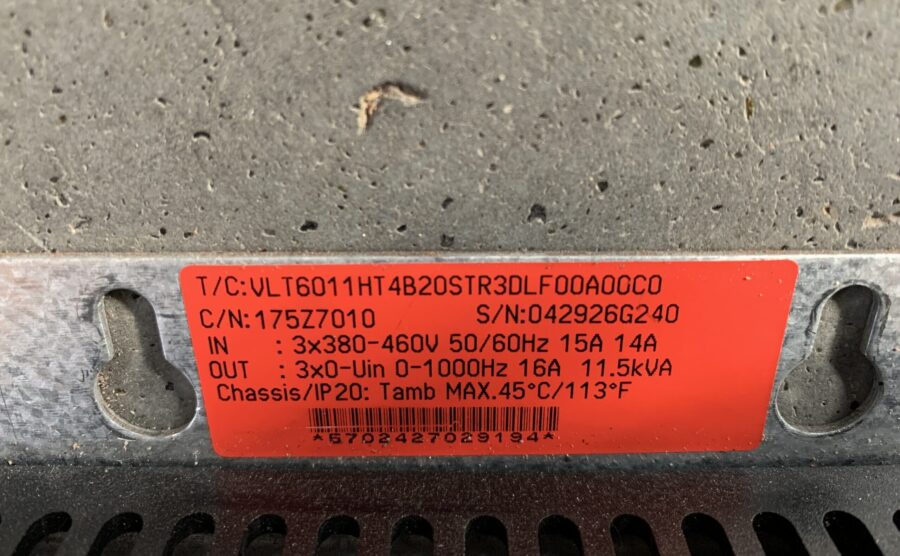 T/C:VLT6011HT4B20STR3DLF00A00C0
C/N:175Z7010 S/N:042926G240
IN : 3x380-460V 50/60Hz 15A 14A
OUT : 3x0-Uin 0-1000Hz 16A 11.5kVA
Chassis/IP20: Tamb MAX.45°C/113°F
*5702427029194*